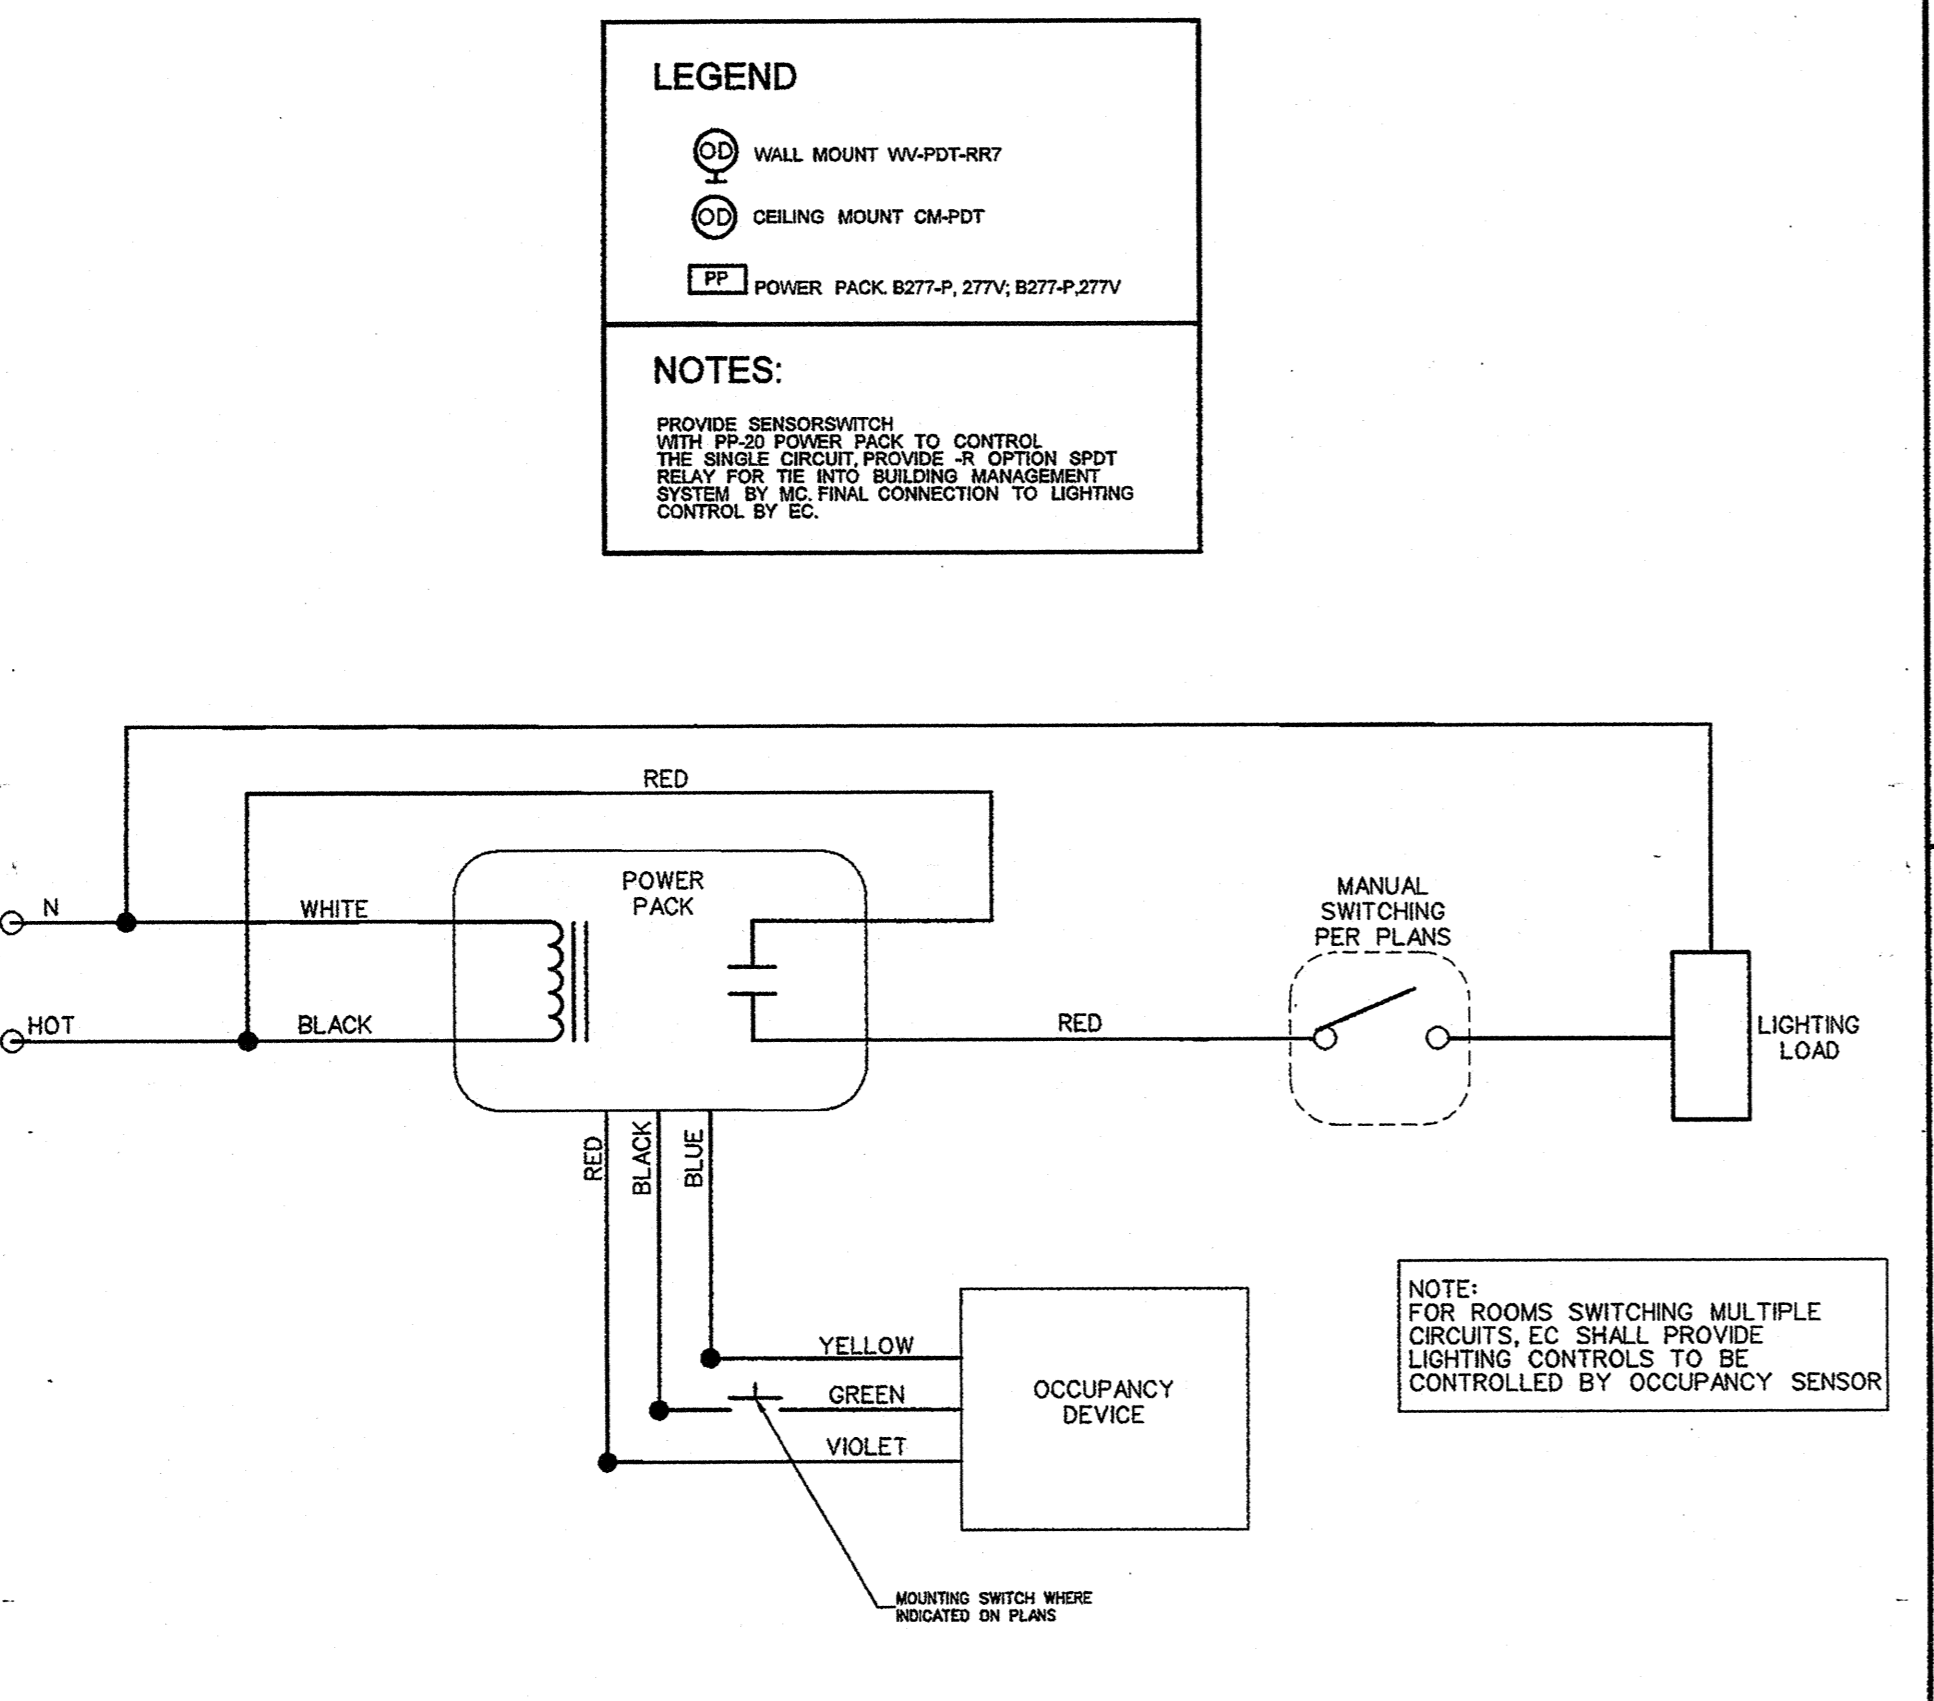 LEGEND
OD WALL MOUNT WV-PDT-RR7
OD CEILING MOUNT CM-PDT
PP POWER PACK. B277-P, 277V; B277-P,277V
NOTES:
PROVIDE SENSORSWITCH
WITH PP-20 POWER PACK TO CONTROL
THE SINGLE CIRCUIT, PROVIDE -R OPTION SPDT
RELAY FOR TIE INTO BUILDING MANAGEMENT
SYSTEM BY MC. FINAL CONNECTION TO LIGHTING
CONTROL BY EC.
RED
POWER
PACK
N
WHITE
HOT
BLACK
RED
MANUAL
SWITCHING
PER PLANS
LIGHTING
LOAD
RED
BLACK
BLUE
YELLOW
GREEN
VIOLET
OCCUPANCY
DEVICE
NOTE:
FOR ROOMS SWITCHING MULTIPLE
CIRCUITS, EC SHALL PROVIDE
LIGHTING CONTROLS TO BE
CONTROLLED BY OCCUPANCY SENSOR
MOUNTING SWITCH WHERE
INDICATED ON PLANS